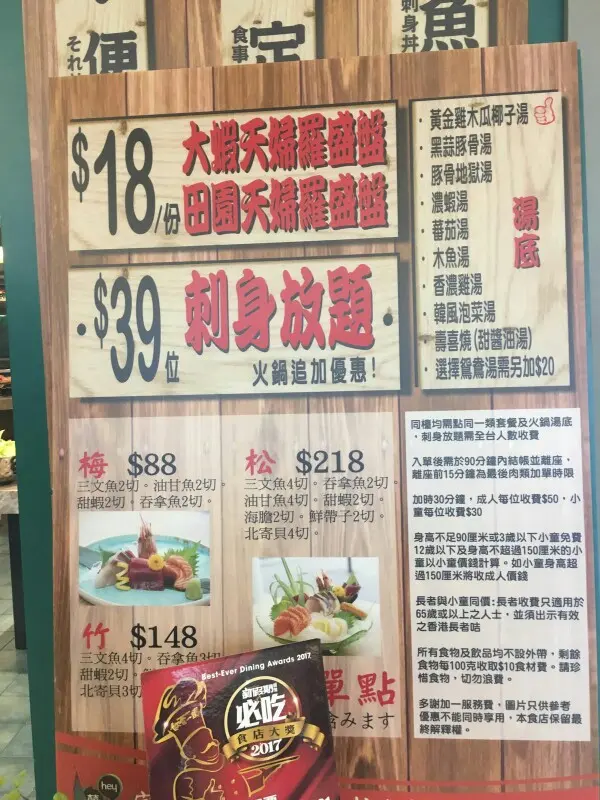 それ
便
食事
定
刺身丼
魚
$18/份
大蝦天婦羅盛盤
田園天婦羅盛盤
·$39位
刺身放題·
火鍋追加優惠!
湯底
·黃金雞木瓜椰子湯
·黑蒜豚骨湯
·豚骨地獄湯
·濃蝦湯
·蕃茄湯
·木魚湯
·香濃雞湯
·韓風泡菜湯
·壽喜燒(甜醬油湯)
·選擇鴛鴦湯需另加$20
梅 $88
三文魚2切。油甘魚2切。
甜蝦2切。吞拿魚2切。
松 $218
三文魚4切。吞拿魚2切。
油甘魚4切。甜蝦2切。
海膽2切。鮮帶子2切。
北寄貝4切。
竹 $148
三文魚4切。吞拿魚3切
甜蝦2切。
北寄貝3切
單點
含みます
同檯均需點同一類套餐及火鍋湯底
,刺身放題需全台人數收費
入單後需於90分鐘內結帳並離座,
離座前15分鐘為最後肉類加單時限
加時30分鐘,成人每位收費$50,小
童每位收費$30
身高不足90厘米或3歲以下小童免費
12歲以下及身高不超過150厘米的小
童以小童價錢計算。如小童身高超
過150厘米將收成人價錢
長者與小童同價:長者收費只適用於
65歲或以上之人士,並須出示有效
之香港長者咭
所有食物及飲品均不設外帶,剩餘
食物每100克收取$10食材費。請珍
惜食物,切勿浪費。
多謝加一服務費,圖片只供參考
優惠不能同時享用,本食店保留最
終解釋權。
Best-Ever Dining Awards 2017
必吃
食店大獎
2017
hey